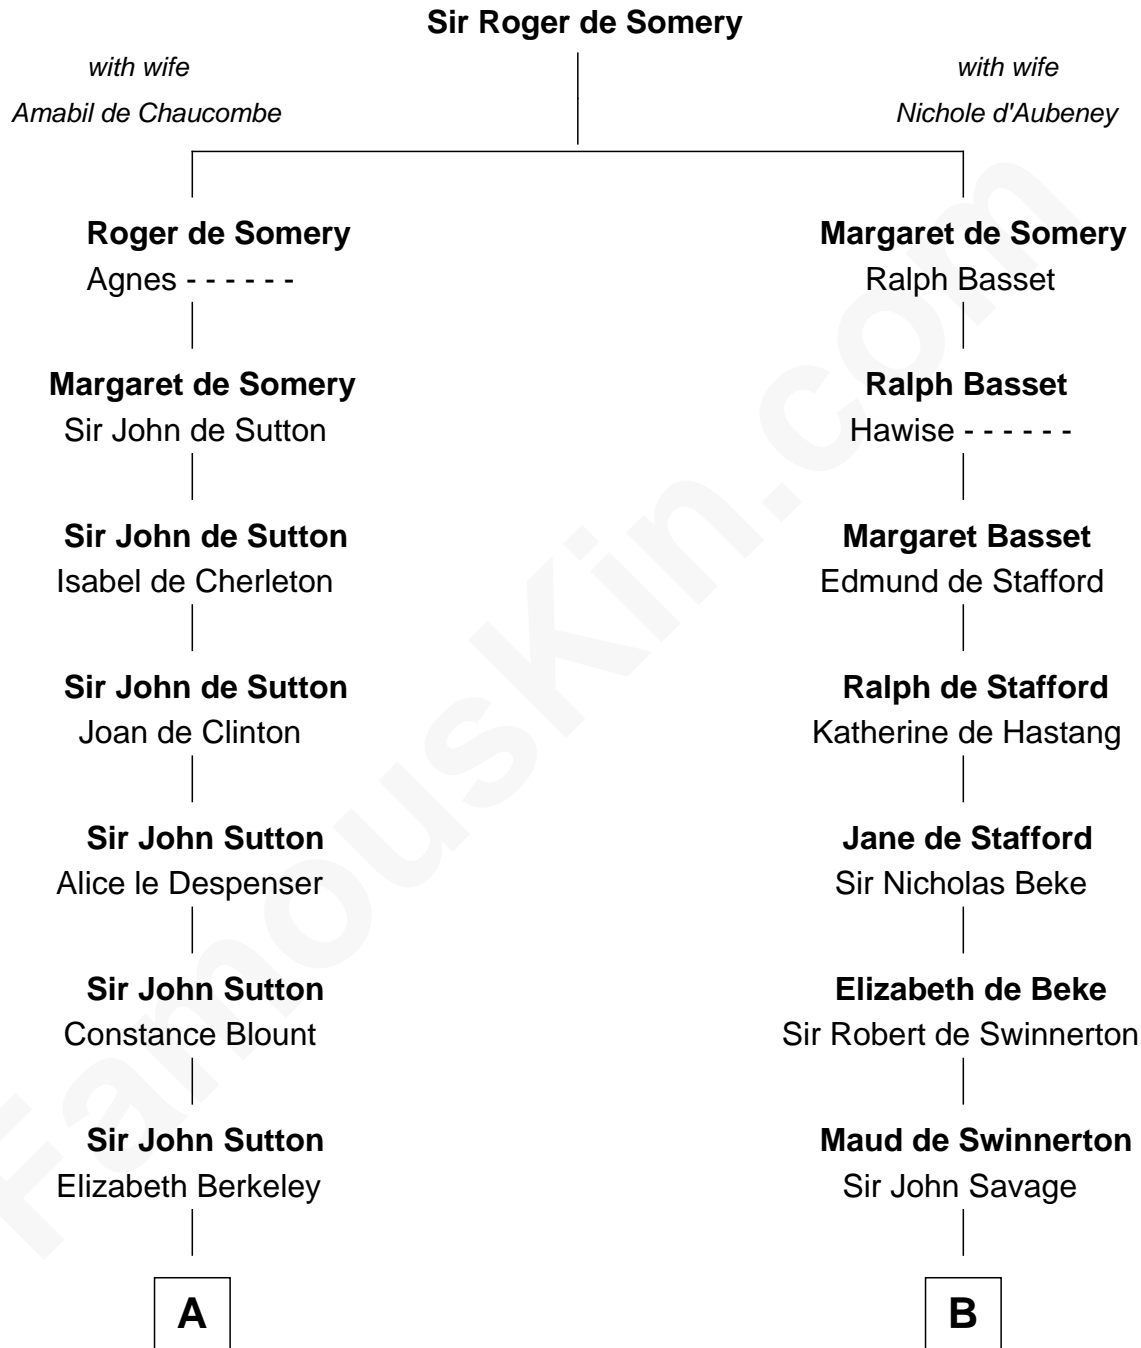 Sir Roger de Somery
with wife
Amabil de Chaucombe
with wife
Nichole d'Aubeney
Roger de Somery
Agnes - - - - - -
Margaret de Somery
Ralph Basset
Margaret de Somery
Sir John de Sutton
Ralph Basset
Hawise - - - - - -
Sir John de Sutton
Isabel de Cherleton
Margaret Basset
Edmund de Stafford
Sir John de Sutton
Joan de Clinton
Ralph de Stafford
Katherine de Hastang
Sir John Sutton
Alice le Despenser
Jane de Stafford
Sir Nicholas Beke
Sir John Sutton
Constance Blount
Elizabeth de Beke
Sir Robert de Swinnerton
Sir John Sutton
Elizabeth Berkeley
Maud de Swinnerton
Sir John Savage
A
B
FamousKin.com